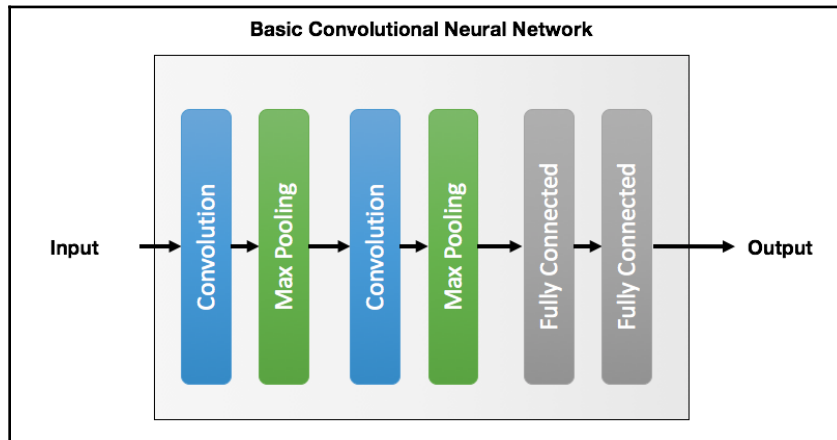 Basic Convolutional Neural Network
Input
Convolution
Max Pooling
Convolution
Max Pooling
Fully Connected
Fully Connected
Output